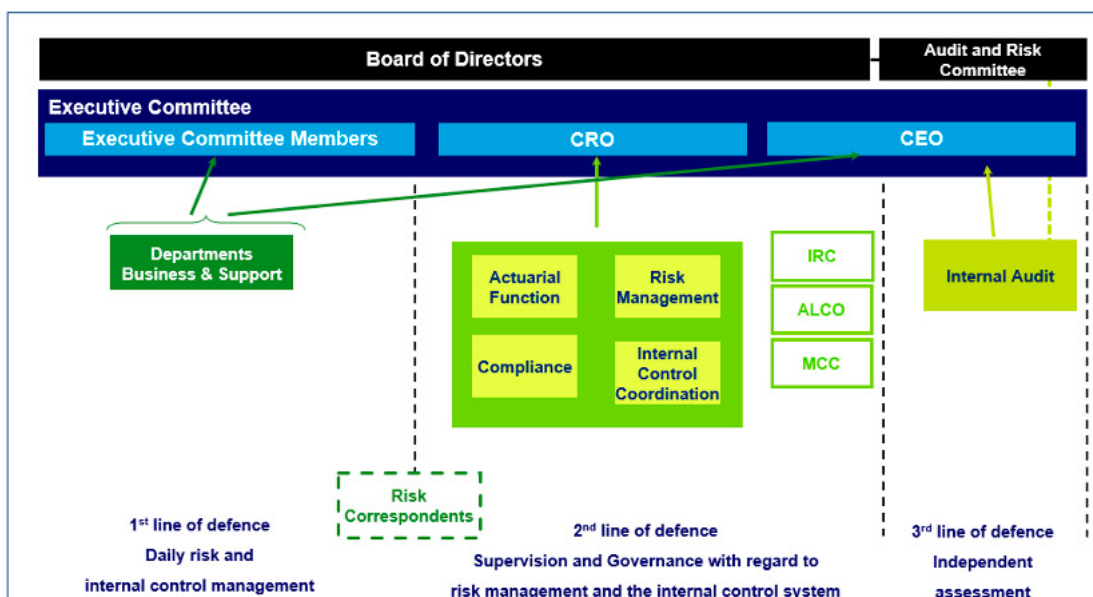 Board of Directors
Audit and Risk
Committee
Executive Committee
Executive Committee Members
CRO
CEO
Departments
Business & Support
Actuarial
Function
Risk
Management
Compliance
Internal
Control
Coordination
IRC
ALCO
MCC
Internal Audit
Risk
Correspondents
1st line of defence
Daily risk and
internal control management
2nd line of defence
Supervision and Governance with regard to
risk management and the internal control system
3rd line of defence
Independent
assessment